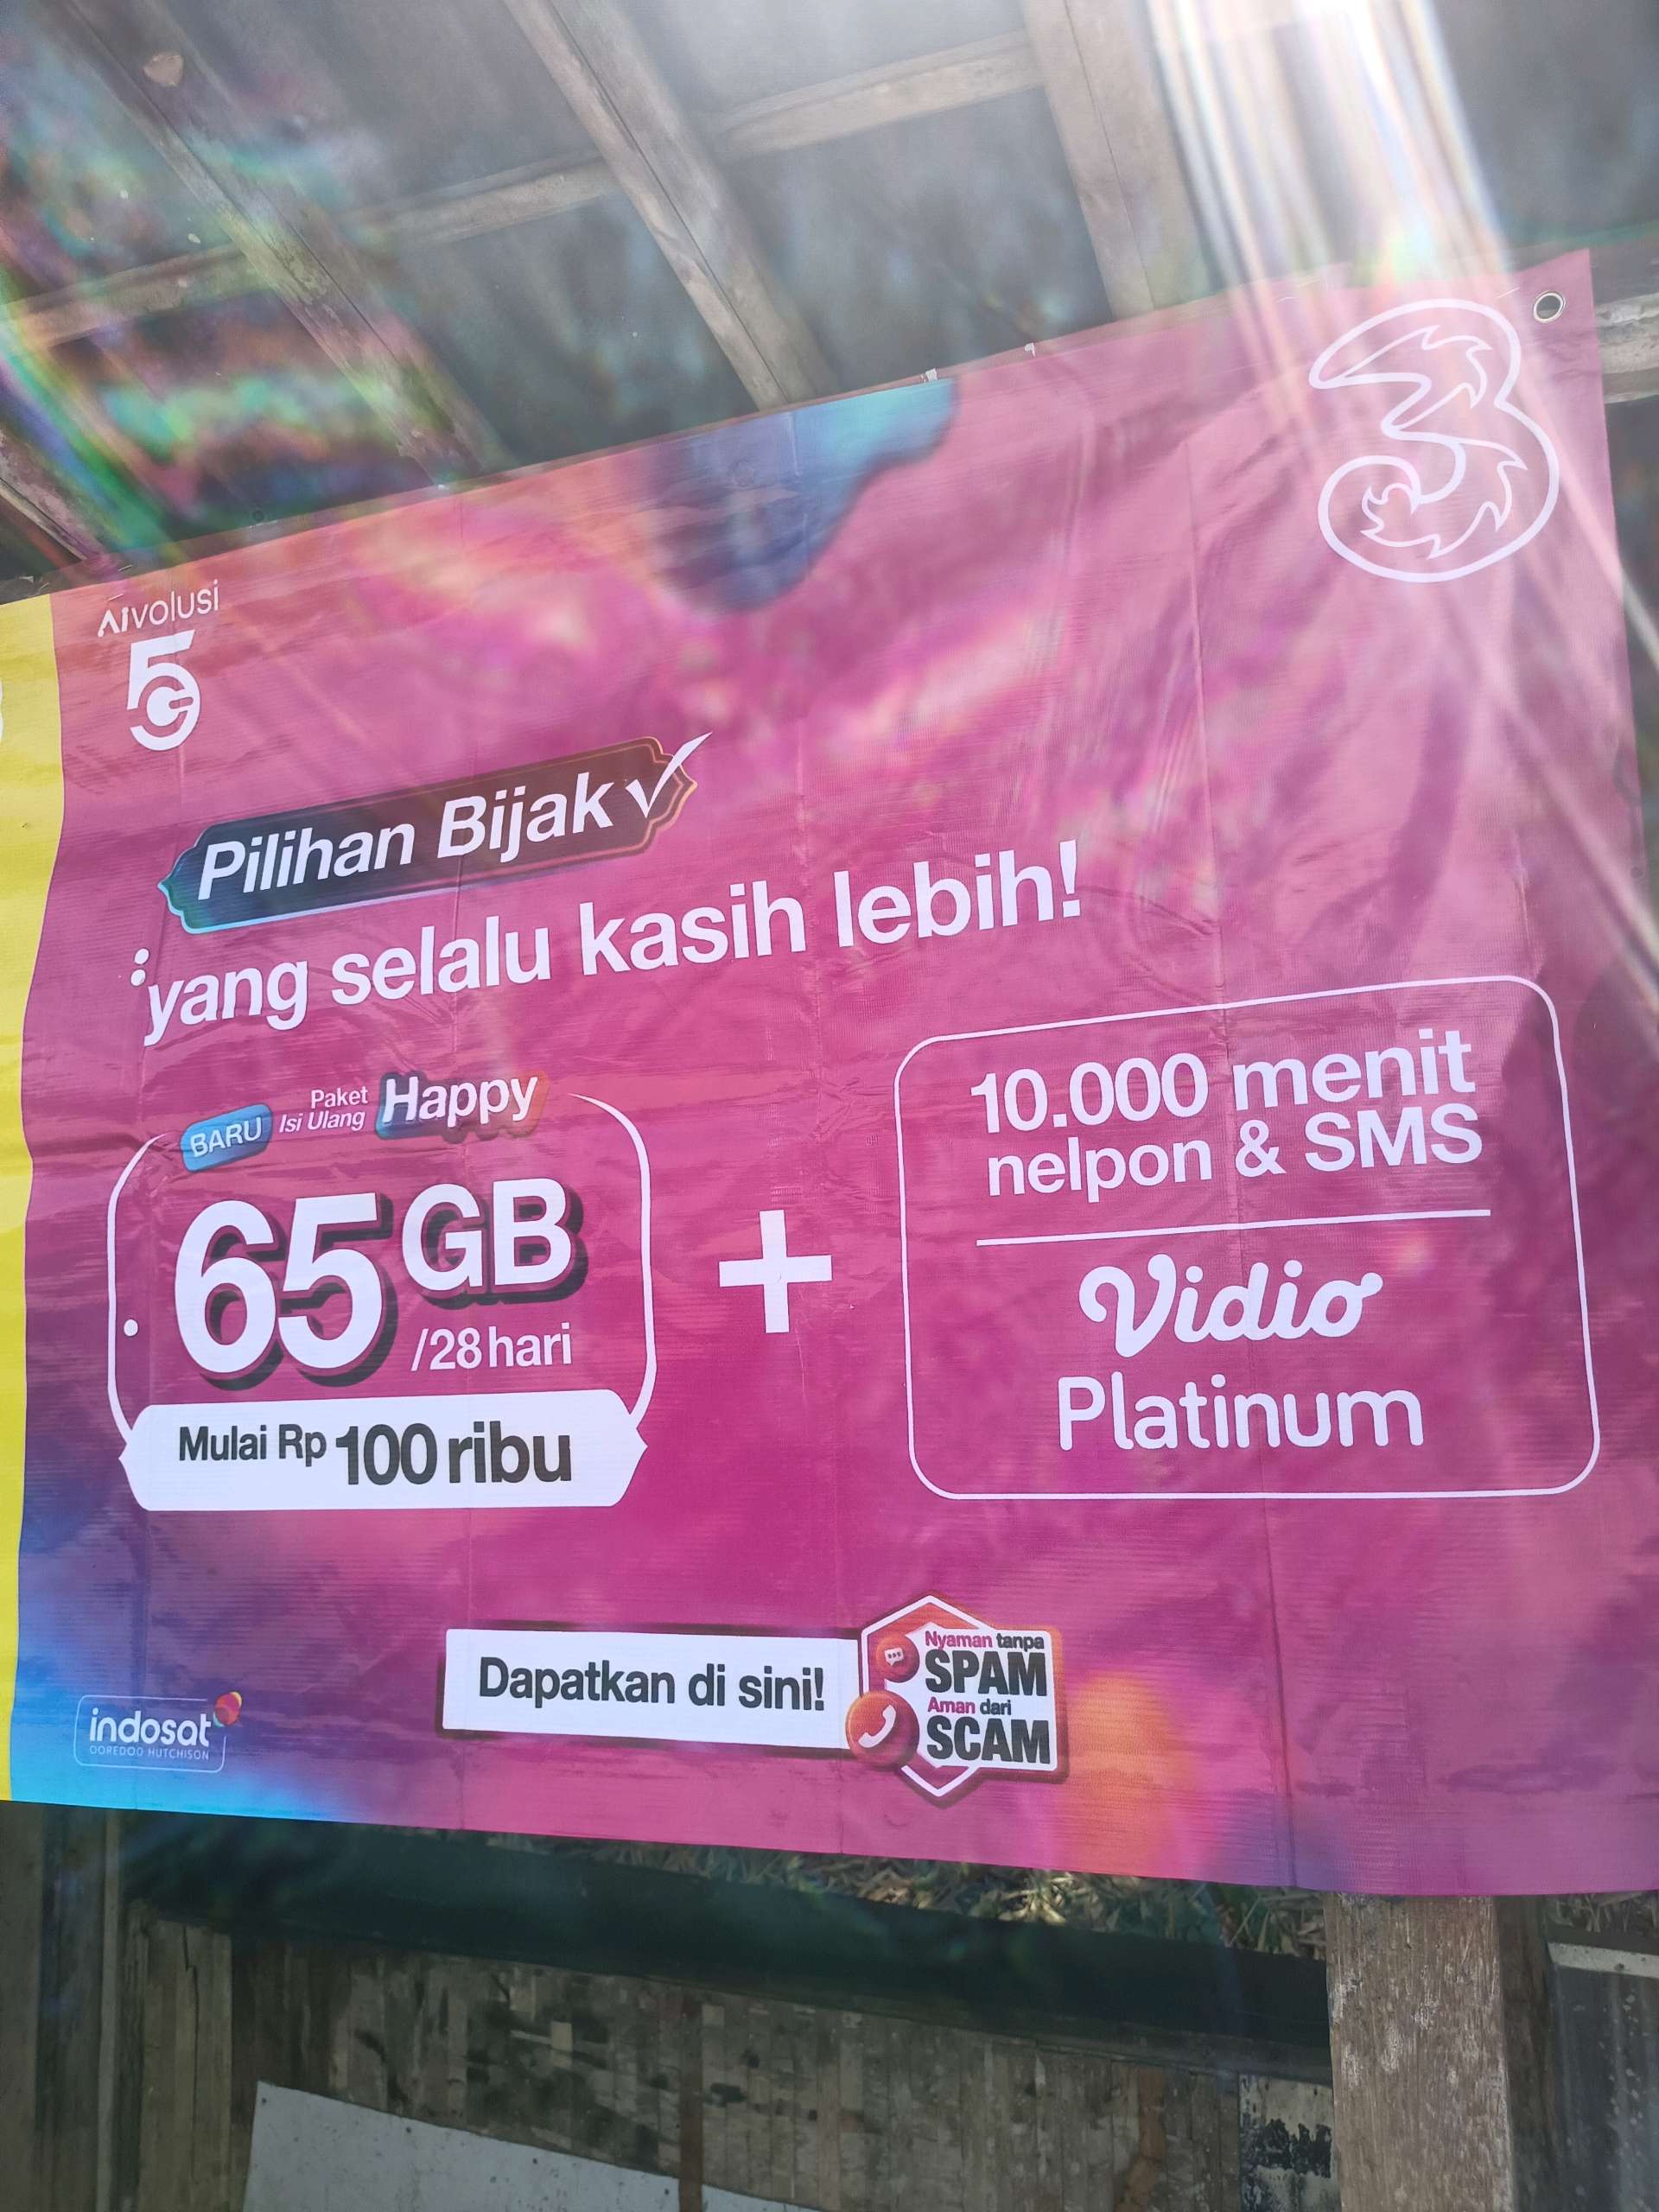 AIvolusi
5G
3
Pilihan Bijak
yang selalu kasih lebih!
BARU Paket Isi Ulang Happy
65 GB
/28 hari
Mulai Rp 100 ribu
+
10.000 menit
nelpon & SMS
Vidio
Platinum
Dapatkan di sini!
Nyaman tanpa
SPAM
Aman dari
SCAM
indosat
OOREDOO HUTCHISON